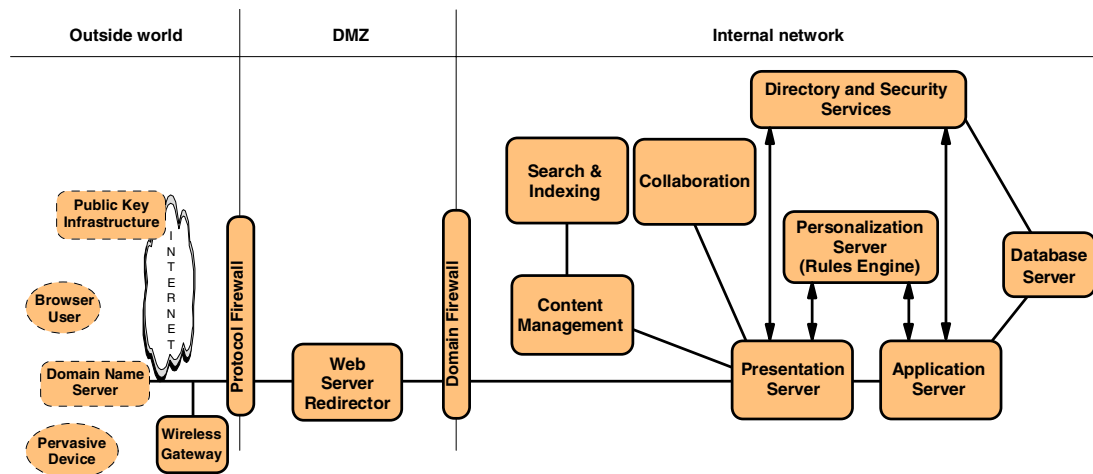 Outside world
DMZ
Internal network
Directory and Security
Services
Search &
Indexing
Collaboration
Public Key
Infrastructure
INTERNET
Protocol Firewall
Domain Firewall
Personalization
Server
(Rules Engine)
Database
Server
Browser
User
Content
Management
Domain Name
Server
Web
Server
Redirector
Presentation
Server
Application
Server
Pervasive
Device
Wireless
Gateway